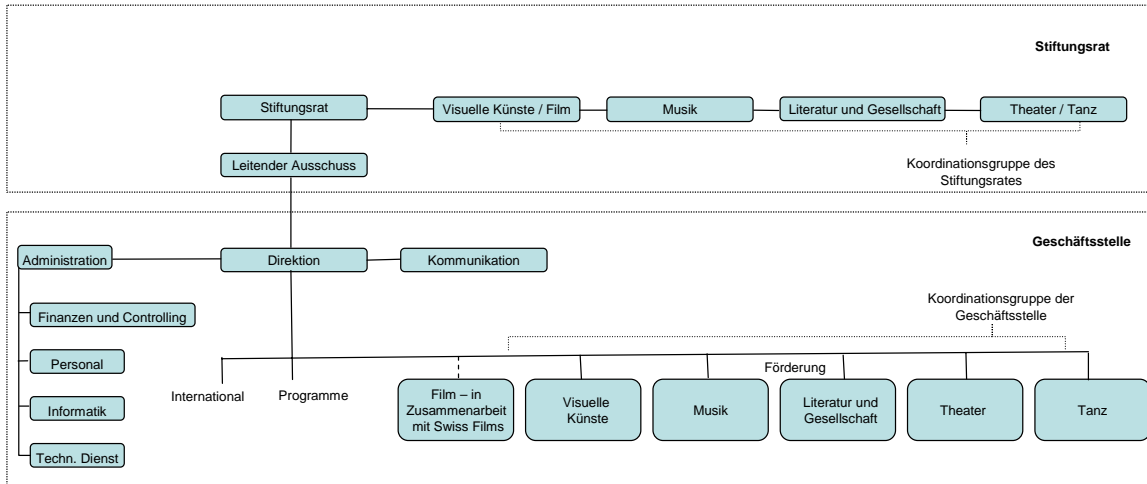 Stiftungsrat
Stiftungsrat
Visuelle Künste / Film
Musik
Literatur und Gesellschaft
Theater / Tanz
Leitender Ausschuss
Koordinationsgruppe des
Stiftungsrates
Geschäftsstelle
Administration
Direktion
Kommunikation
Koordinationsgruppe der
Geschäftsstelle
Finanzen und Controlling
Personal
Informatik
Techn. Dienst
International
Programme
Förderung
Film – in
Zusammenarbeit
mit Swiss Films
Visuelle
Künste
Musik
Literatur und
Gesellschaft
Theater
Tanz